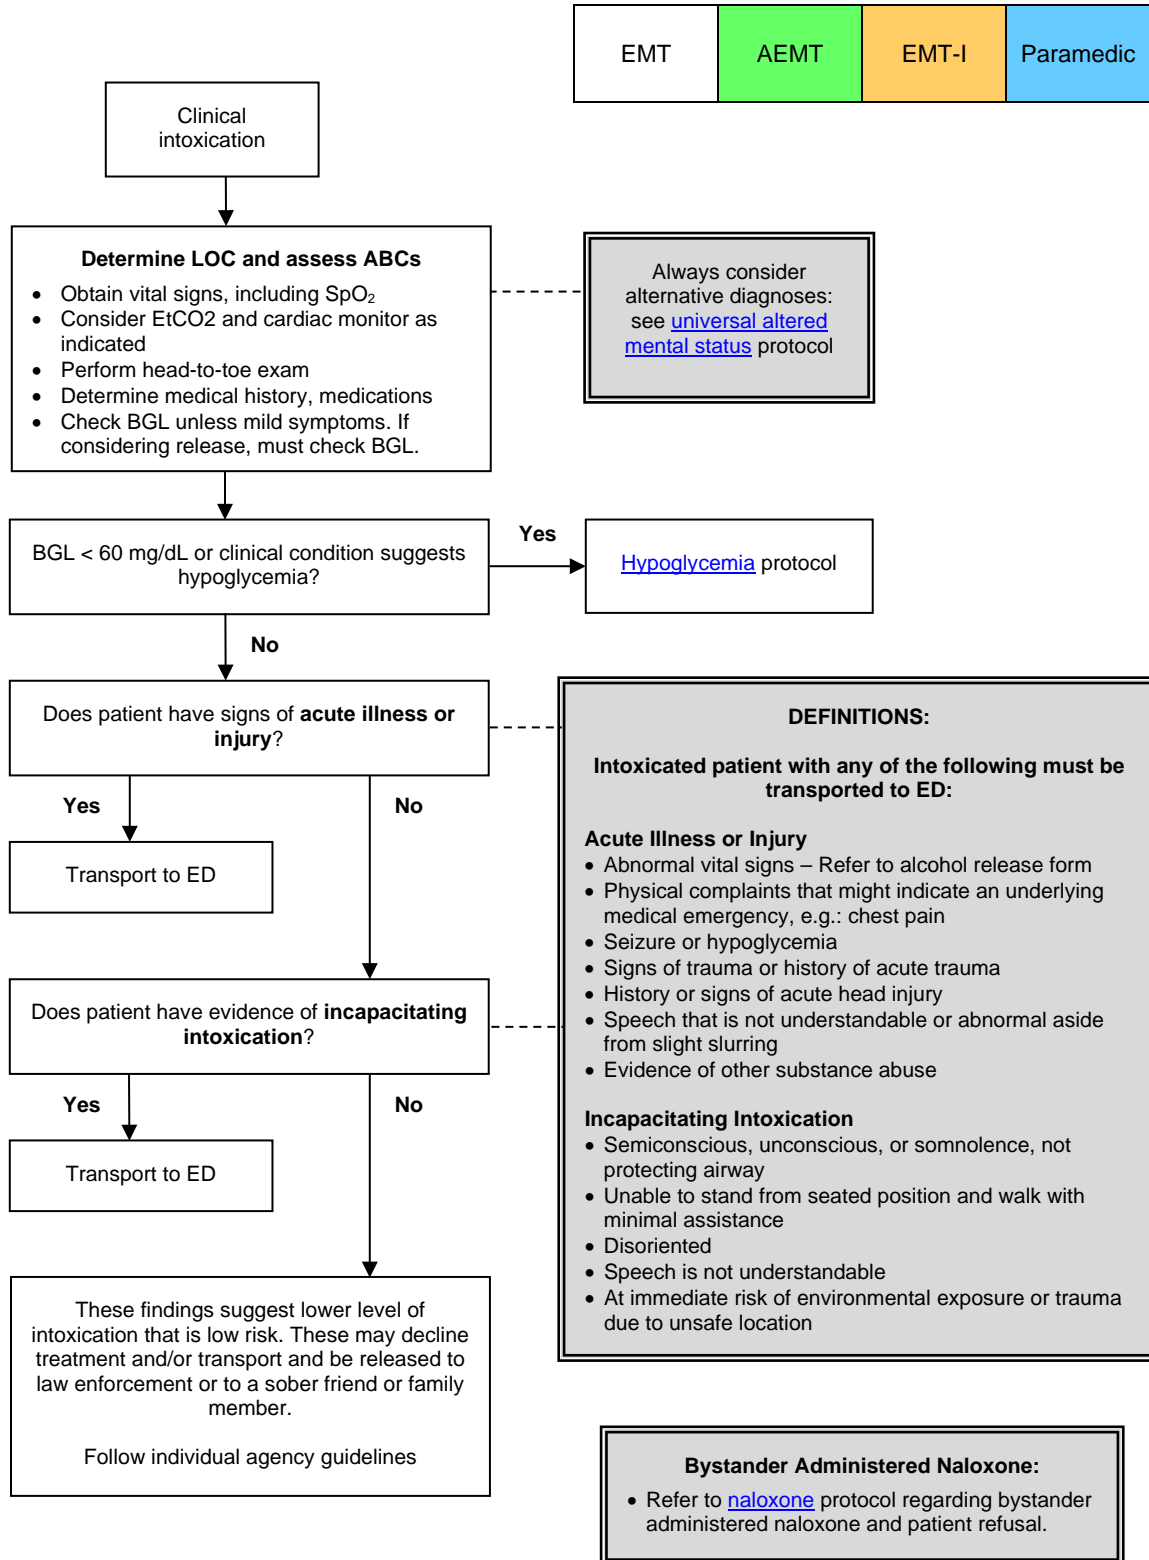 EMT
AEMT
EMT-I
Paramedic
Clinical
intoxication
Determine LOC and assess ABCs
• Obtain vital signs, including SpO₂
• Consider EtCO2 and cardiac monitor as
indicated
• Perform head-to-toe exam
• Determine medical history, medications
• Check BGL unless mild symptoms. If
considering release, must check BGL.
Always consider
alternative diagnoses:
see universal altered
mental status protocol
BGL < 60 mg/dL or clinical condition suggests
hypoglycemia?
Yes
Hypoglycemia protocol
No
Does patient have signs of acute illness or
injury?
Yes
No
Transport to ED
Does patient have evidence of incapacitating
intoxication?
Yes
No
Transport to ED
These findings suggest lower level of
intoxication that is low risk. These may decline
treatment and/or transport and be released to
law enforcement or to a sober friend or family
member.
Follow individual agency guidelines
DEFINITIONS:
Intoxicated patient with any of the following must be
transported to ED:
Acute Illness or Injury
• Abnormal vital signs – Refer to alcohol release form
• Physical complaints that might indicate an underlying
medical emergency, e.g.: chest pain
• Seizure or hypoglycemia
• Signs of trauma or history of acute trauma
• History or signs of acute head injury
• Speech that is not understandable or abnormal aside
from slight slurring
• Evidence of other substance abuse
Incapacitating Intoxication
• Semiconscious, unconscious, or somnolence, not
protecting airway
• Unable to stand from seated position and walk with
minimal assistance
• Disoriented
• Speech is not understandable
• At immediate risk of environmental exposure or trauma
due to unsafe location
Bystander Administered Naloxone:
• Refer to naloxone protocol regarding bystander
administered naloxone and patient refusal.